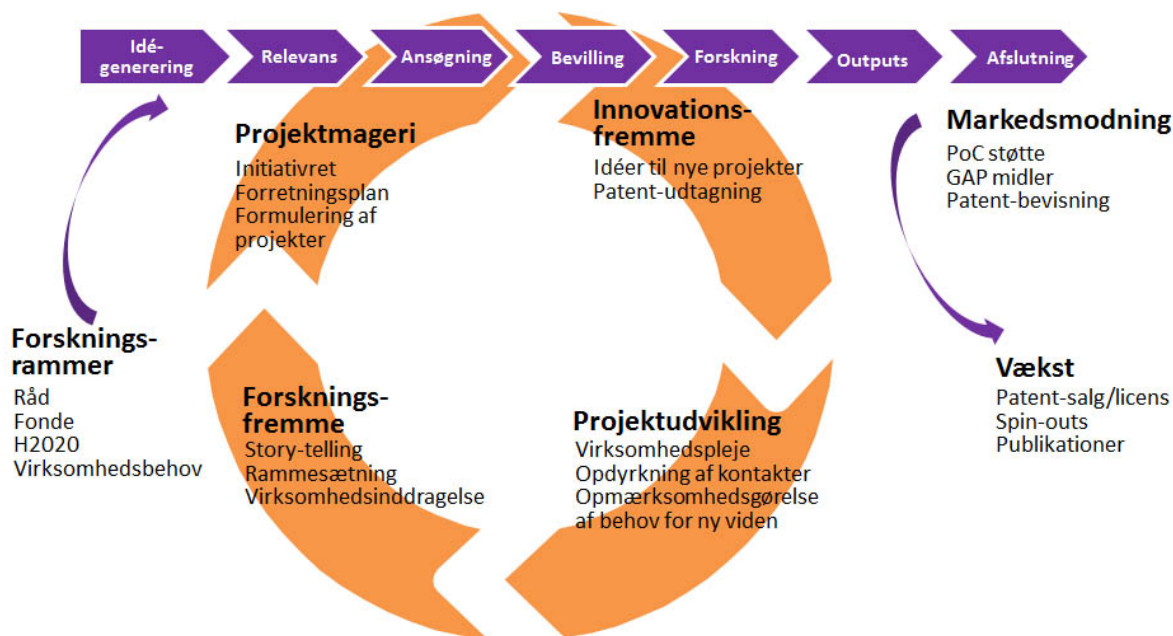 Idé-
generering
Relevans
Ansøgning
Bevilling
Forskning
Outputs
Afslutning
Projektmageri
Initiativret
Forretningsplan
Formulering af
projekter
Innovations-
fremme
Idéer til nye projekter
Patent-udtagning
Markedsmodning
PoC støtte
GAP midler
Patent-bevisning
Forsknings-
rammer
Råd
Fonde
H2020
Virksomhedsbehov
Forsknings-
fremme
Story-telling
Rammesætning
Virksomhedsinddragelse
Projektudvikling
Virksomhedspleje
Opdyrkning af kontakter
Opmærksomhedsgørelse
af behov for ny viden
Vækst
Patent-salg/licens
Spin-outs
Publikationer